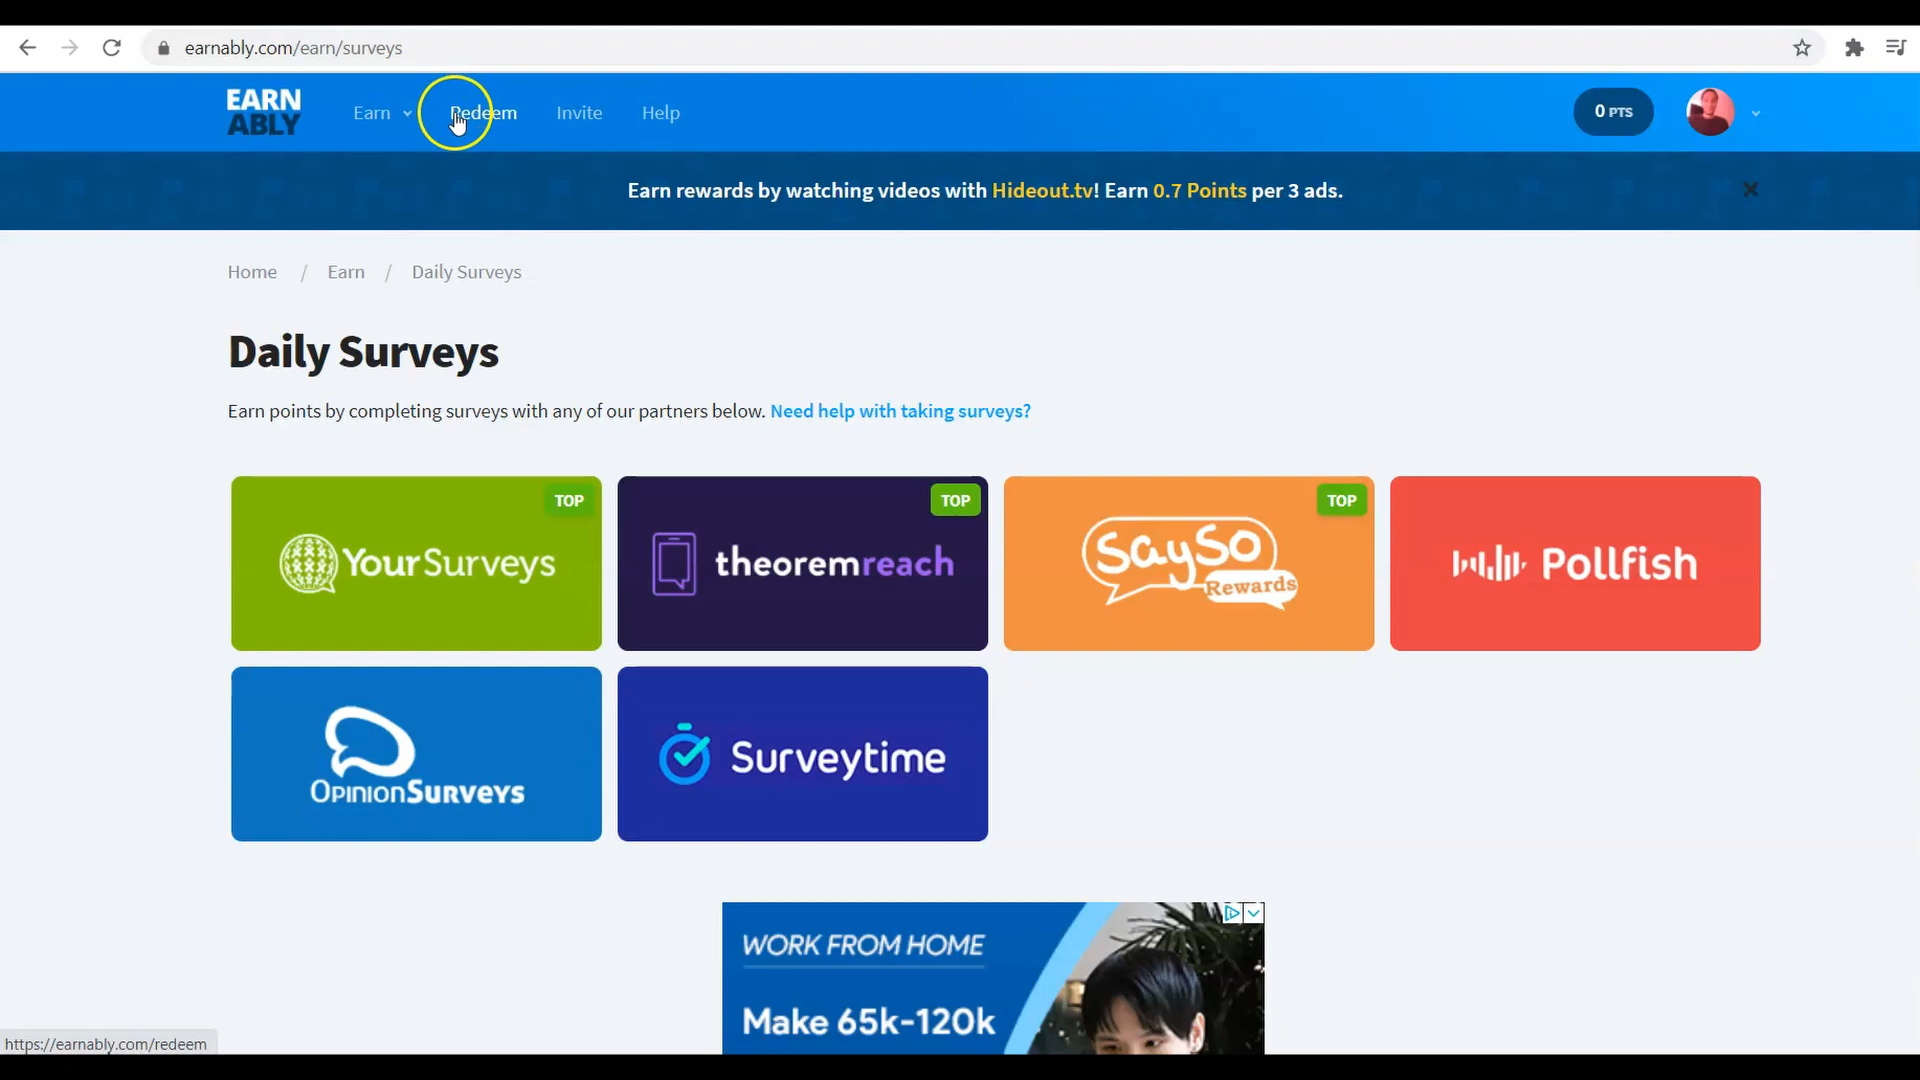 earnably.com/earn/surveys
EARN
ABLY
Earn
Redeem
Invite
Help
0 PTS
Earn rewards by watching videos with Hideout.tv! Earn 0.7 Points per 3 ads.
Home / Earn / Daily Surveys
Daily Surveys
Earn points by completing surveys with any of our partners below. Need help with taking surveys?
TOP
YourSurveys
TOP
theoremreach
TOP
SaySo
Rewards
Pollfish
OpinionSurveys
Surveytime
WORK FROM HOME
Make 65k-120k
https://earnably.com/redeem